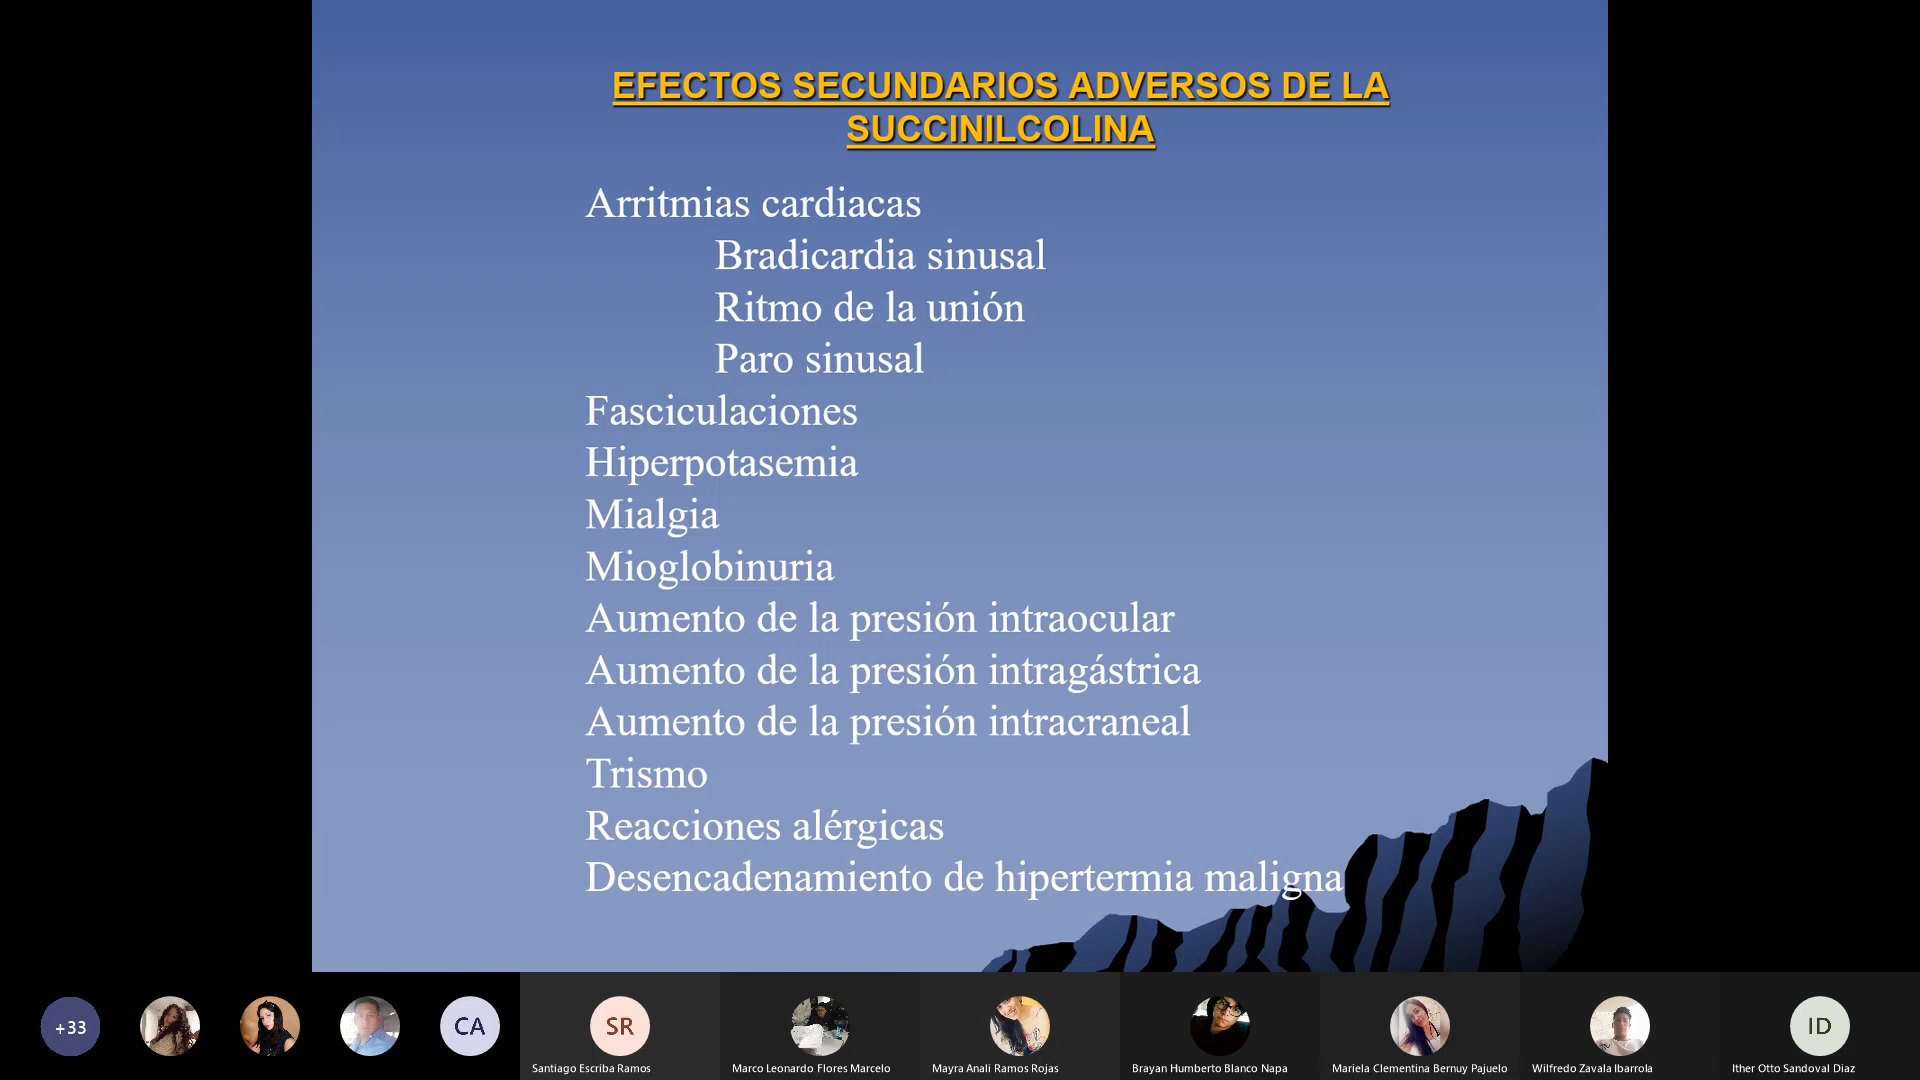 EFECTOS SECUNDARIOS ADVERSOS DE LA
SUCCINILCOLINA
Arritmias cardiacas
Bradicardia sinusal
Ritmo de la unión
Paro sinusal
Fasciculaciones
Hiperpotasemia
Mialgia
Mioglobinuria
Aumento de la presión intraocular
Aumento de la presión intragástrica
Aumento de la presión intracraneal
Trismo
Reacciones alérgicas
Desencadenamiento de hipertermia maligna
+33
CA
SR
ID
Santiago Escriba Ramos
Marco Leonardo Flores Marcelo
Mayra Anali Ramos Rojas
Brayan Humberto Blanco Napa
Mariela Clementina Bernuy Pajuelo
Wilfredo Zavala Ibarrola
Ither Otto Sandoval Diaz